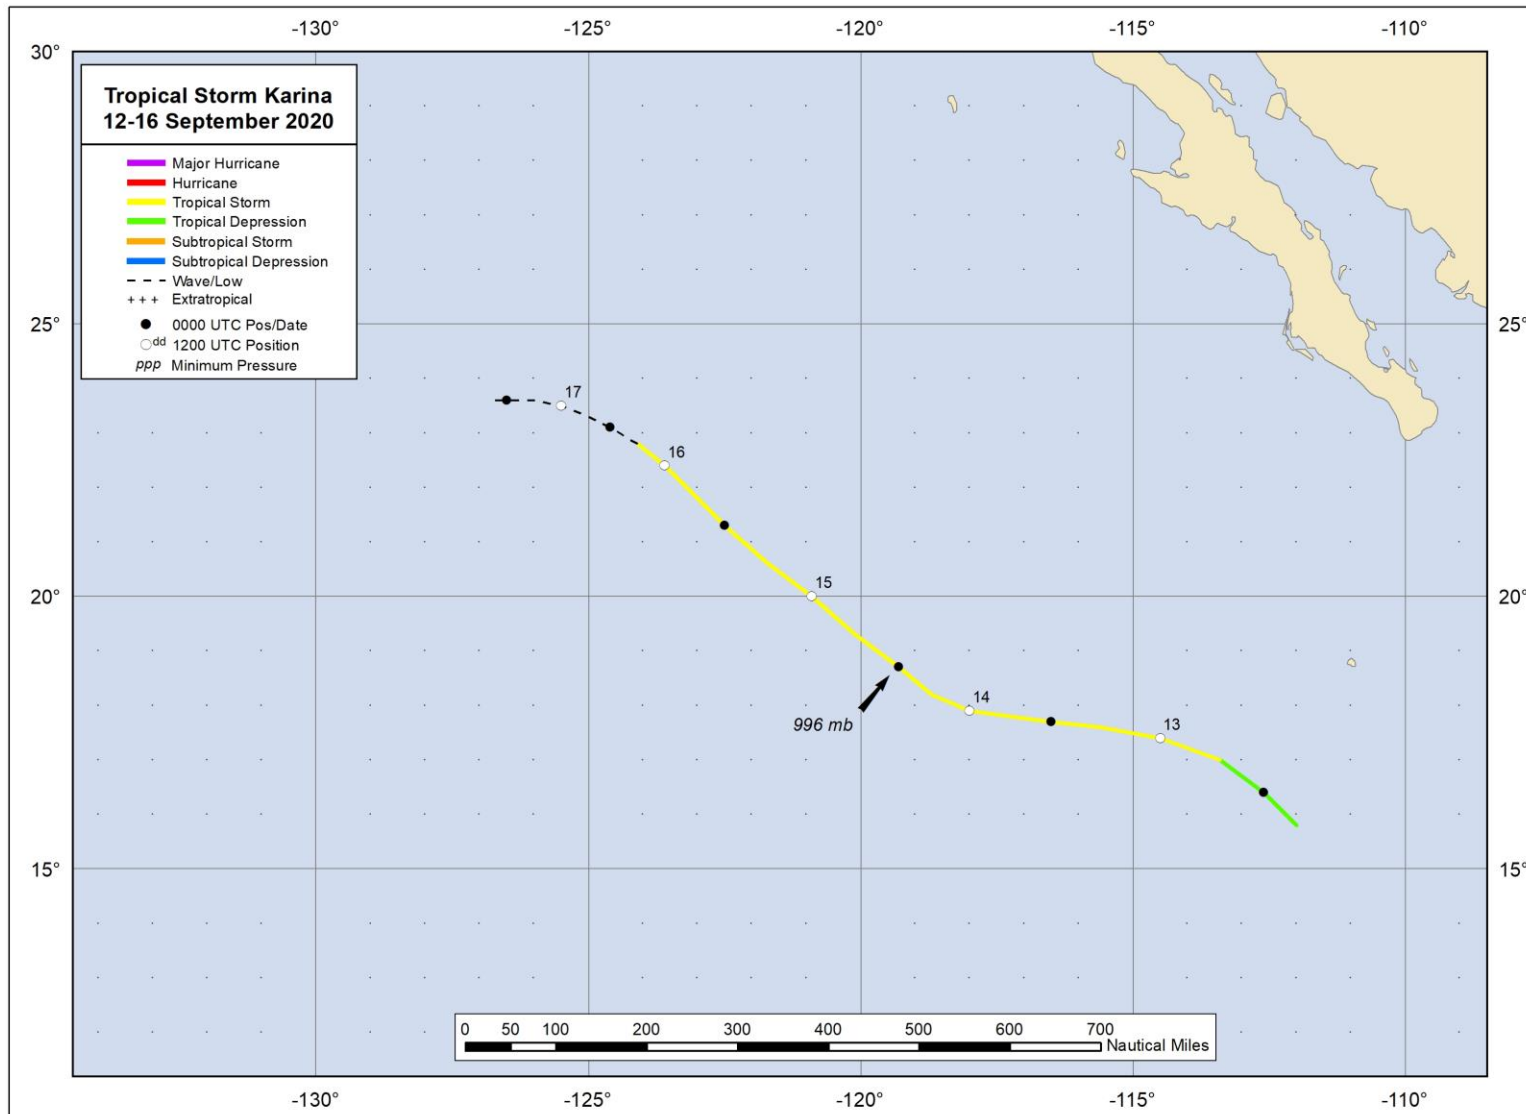 -130° -125° -120° -115° -110°
30°
Tropical Storm Karina
12-16 September 2020
Major Hurricane
Hurricane
Tropical Storm
Tropical Depression
Subtropical Storm
Subtropical Depression
Wave/Low
+ + + Extratropical
0000 UTC Pos/Date
dd 1200 UTC Position
ppp Minimum Pressure
25° 25°
17
16
20° 15 20°
14
996 mb
13
15° 15°
0 50 100 200 300 400 500 600 700
Nautical Miles
-130° -125° -120° -115° -110°